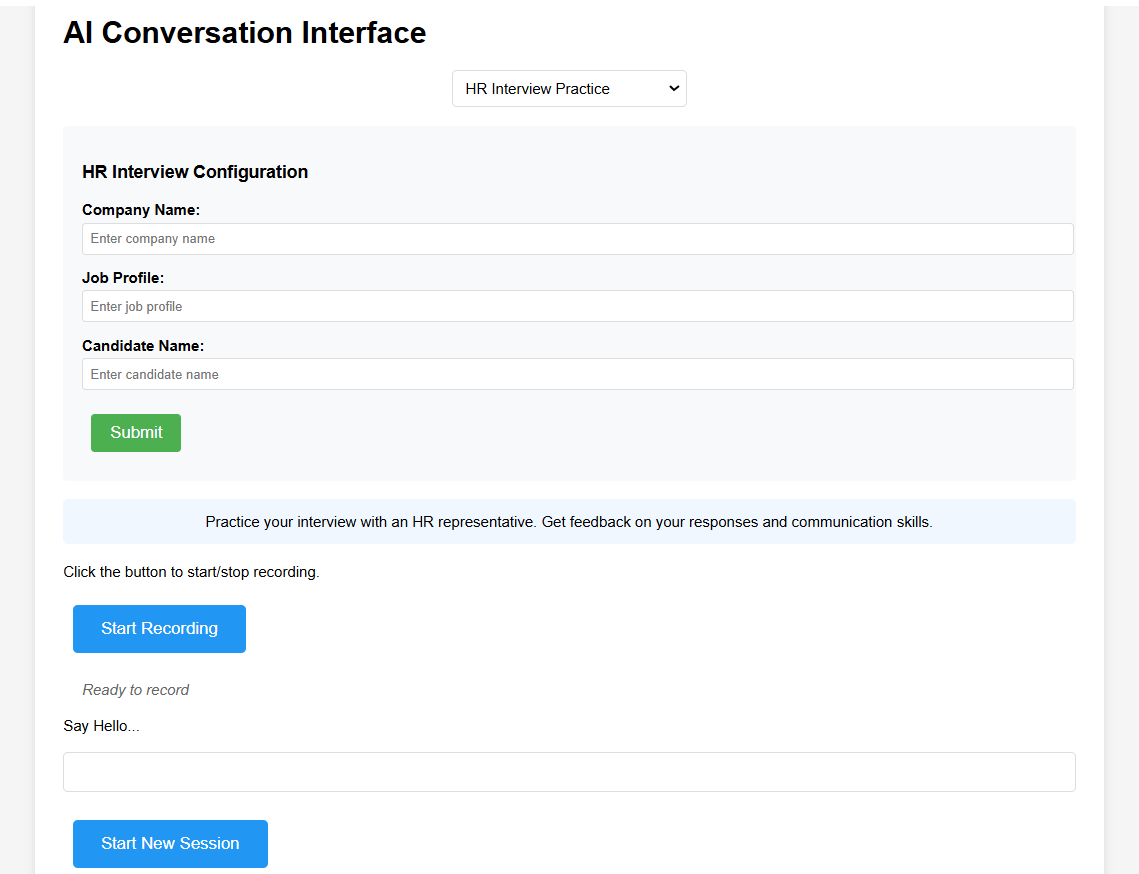 AI Conversation Interface
HR Interview Practice
HR Interview Configuration
Company Name:
Enter company name
Job Profile:
Enter job profile
Candidate Name:
Enter candidate name
Submit
Practice your interview with an HR representative. Get feedback on your responses and communication skills.
Click the button to start/stop recording.
Start Recording
Ready to record
Say Hello...
Start New Session